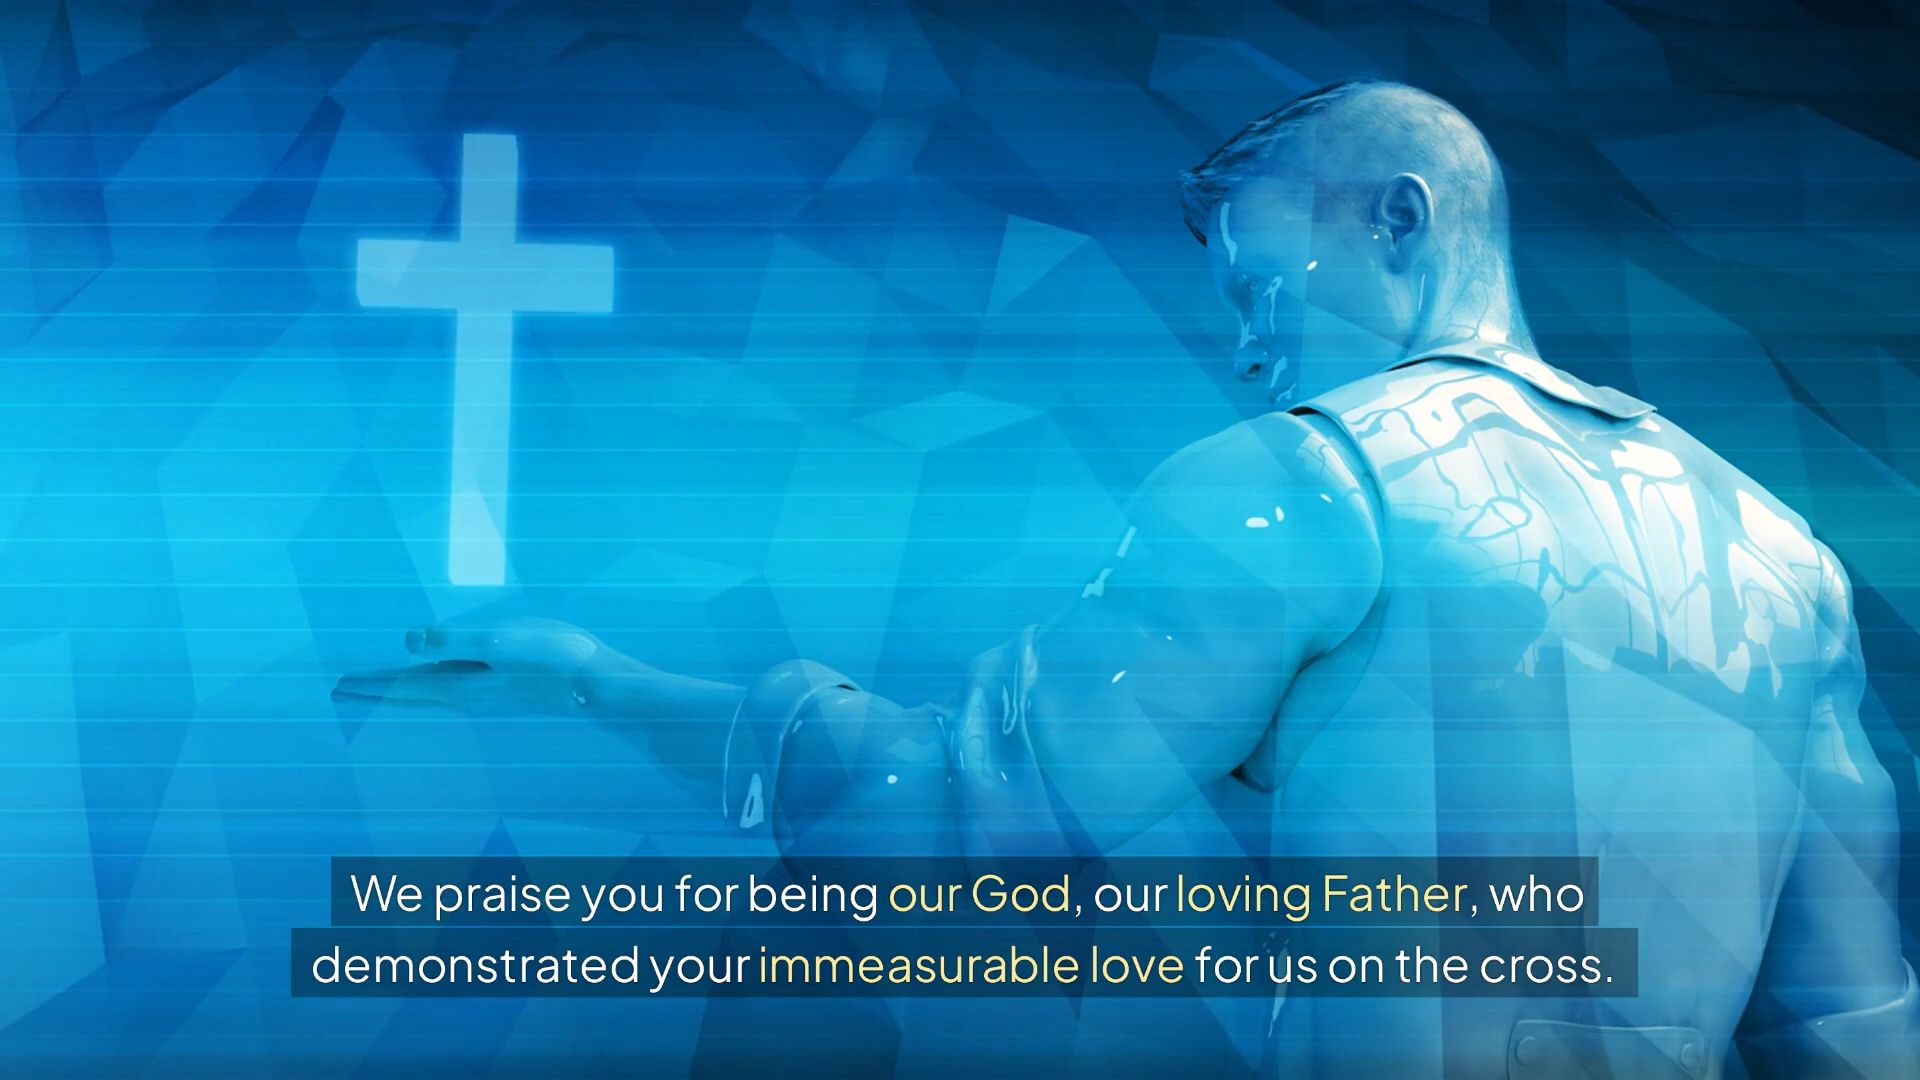 We praise you for being our God, our loving Father, who
demonstrated your immeasurable love for us on the cross.